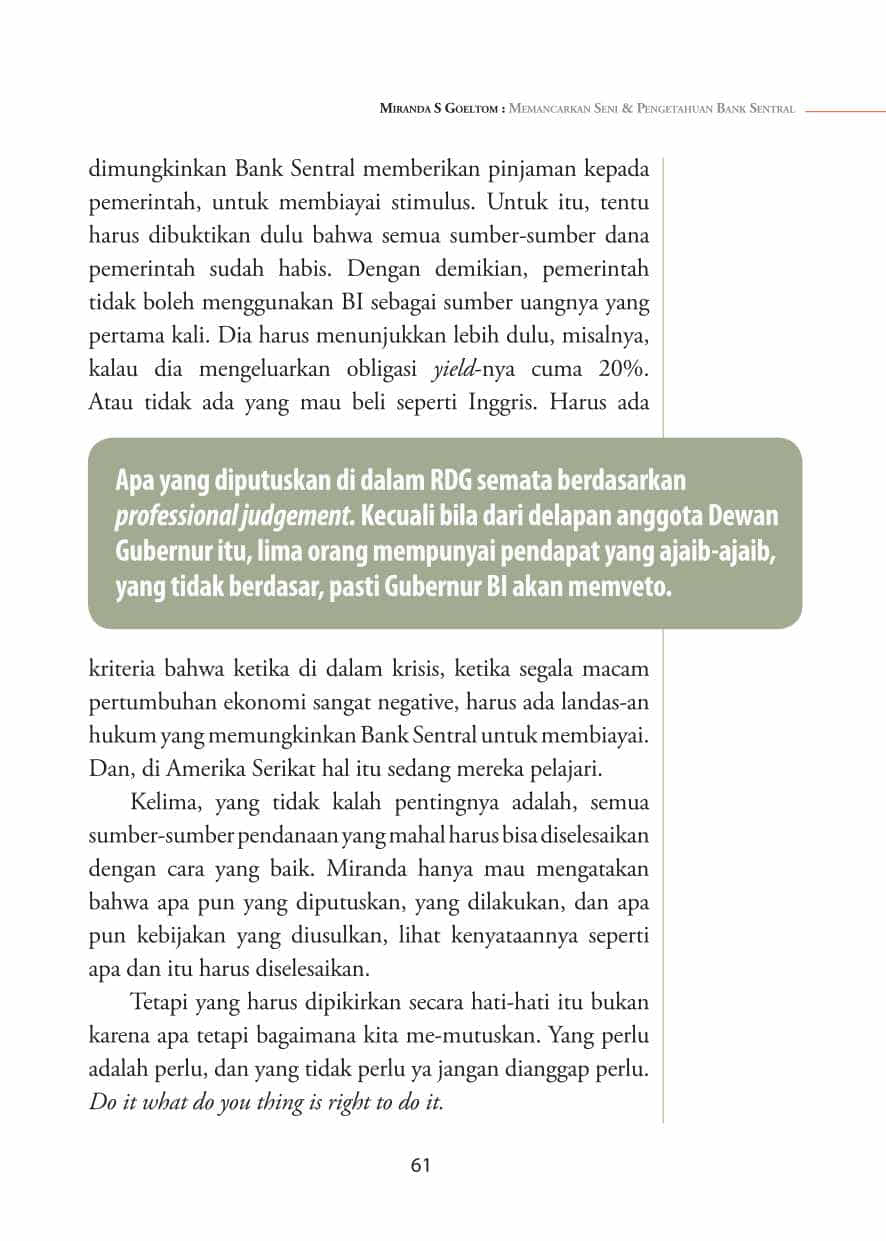 MIRANDA S GOELTOM : MEMANCARKAN SENI & PENGETAHUAN BANK SENTRAL
dimungkinkan Bank Sentral memberikan pinjaman kepada
pemerintah, untuk membiayai stimulus. Untuk itu, tentu
harus dibuktikan dulu bahwa semua sumber-sumber dana
pemerintah sudah habis. Dengan demikian, pemerintah
tidak boleh menggunakan BI sebagai sumber uangnya yang
pertama kali. Dia harus menunjukkan lebih dulu, misalnya,
kalau dia mengeluarkan obligasi yield-nya cuma 20%.
Atau tidak ada yang mau beli seperti Inggris. Harus ada
Apa yang diputuskan di dalam RDG semata berdasarkan
professional judgement. Kecuali bila dari delapan anggota Dewan
Gubernur itu, lima orang mempunyai pendapat yang ajaib-ajaib,
yang tidak berdasar, pasti Gubernur BI akan memveto.
kriteria bahwa ketika di dalam krisis, ketika segala macam
pertumbuhan ekonomi sangat negative, harus ada landas-an
hukum yang memungkinkan Bank Sentral untuk membiayai.
Dan, di Amerika Serikat hal itu sedang mereka pelajari.
Kelima, yang tidak kalah pentingnya adalah, semua
sumber-sumber pendanaan yang mahal harus bisa diselesaikan
dengan cara yang baik. Miranda hanya mau mengatakan
bahwa apa pun yang diputuskan, yang dilakukan, dan apa
pun kebijakan yang diusulkan, lihat kenyataannya seperti
apa dan itu harus diselesaikan.
Tetapi yang harus dipikirkan secara hati-hati itu bukan
karena apa tetapi bagaimana kita me-mutuskan. Yang perlu
adalah perlu, dan yang tidak perlu ya jangan dianggap perlu.
Do it what do you thing is right to do it.
61